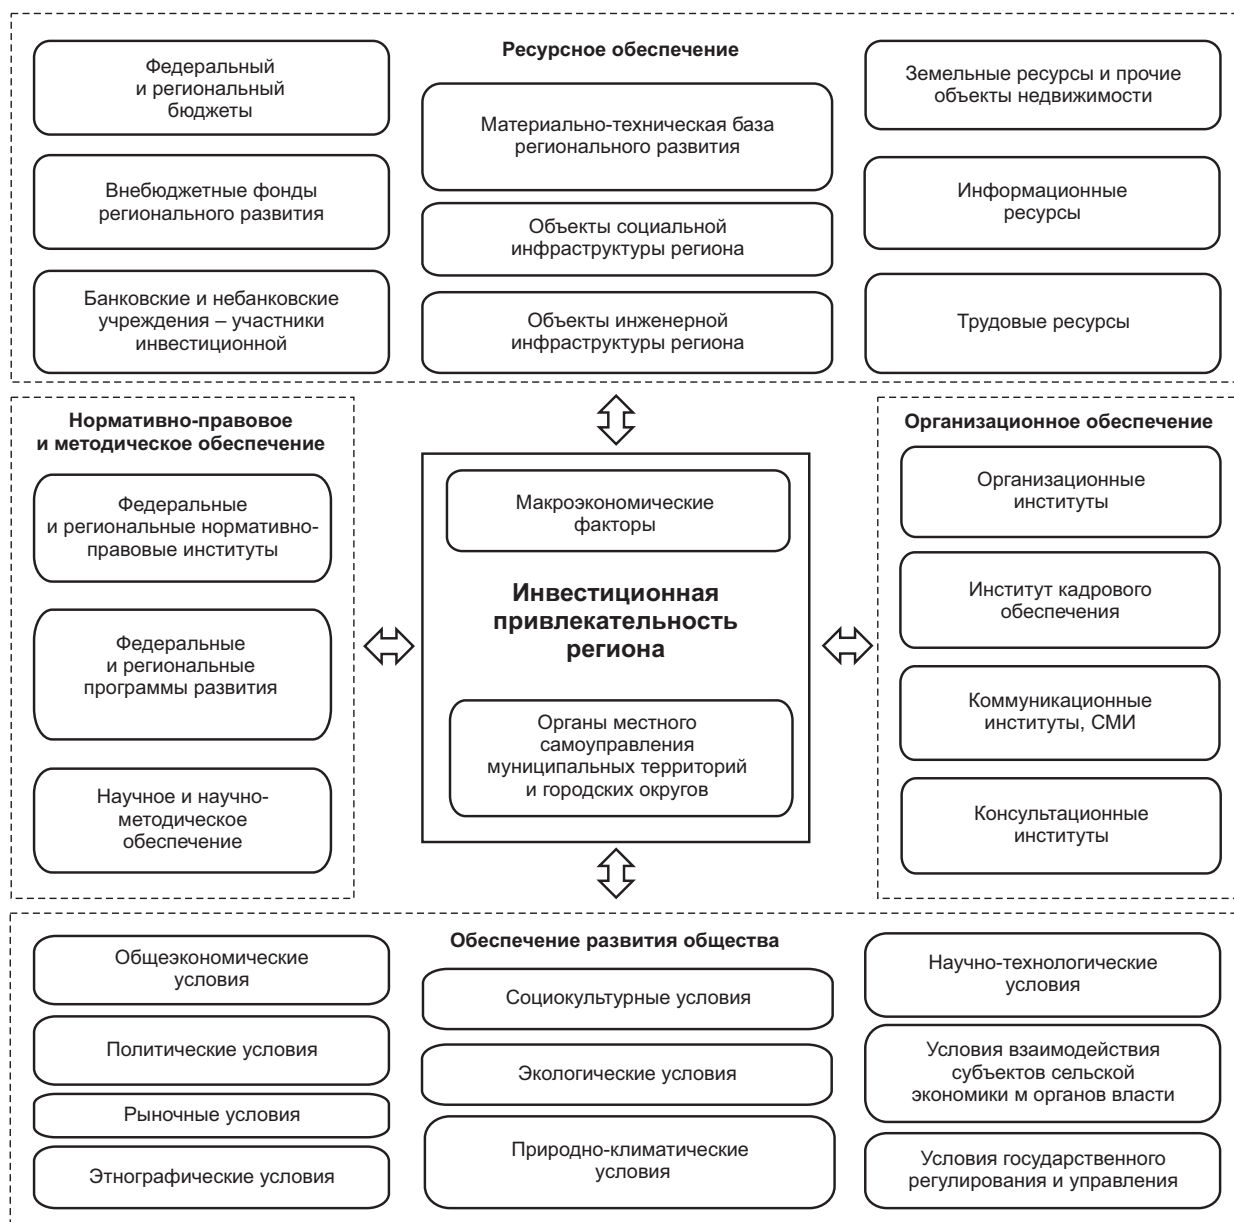 Ресурсное обеспечение
Федеральный
и региональный
бюджеты
Внебюджетные фонды
регионального развития
Банковские и небанковские
учреждения – участники
инвестиционной
Материально-техническая база
регионального развития
Объекты социальной
инфраструктуры региона
Объекты инженерной
инфраструктуры региона
Земельные ресурсы и прочие
объекты недвижимости
Информационные
ресурсы
Трудовые ресурсы
Нормативно-правовое
и методическое обеспечение
Федеральные
и региональные нормативно-
правовые институты
Федеральные
и региональные
программы развития
Научное и научно-
методическое
обеспечение
Макроэкономические
факторы
Инвестиционная
привлекательность
региона
Органы местного
самоуправления
муниципальных территорий
и городских округов
Организационное обеспечение
Организационные
институты
Институт кадрового
обеспечения
Коммуникационные
институты, СМИ
Консультационные
институты
Обеспечение развития общества
Общеэкономические
условия
Политические условия
Рыночные условия
Этнографические условия
Социокультурные условия
Экологические условия
Природно-климатические
условия
Научно-технологические
условия
Условия взаимодействия
субъектов сельской
экономики м органов власти
Условия государственного
регулирования и управления